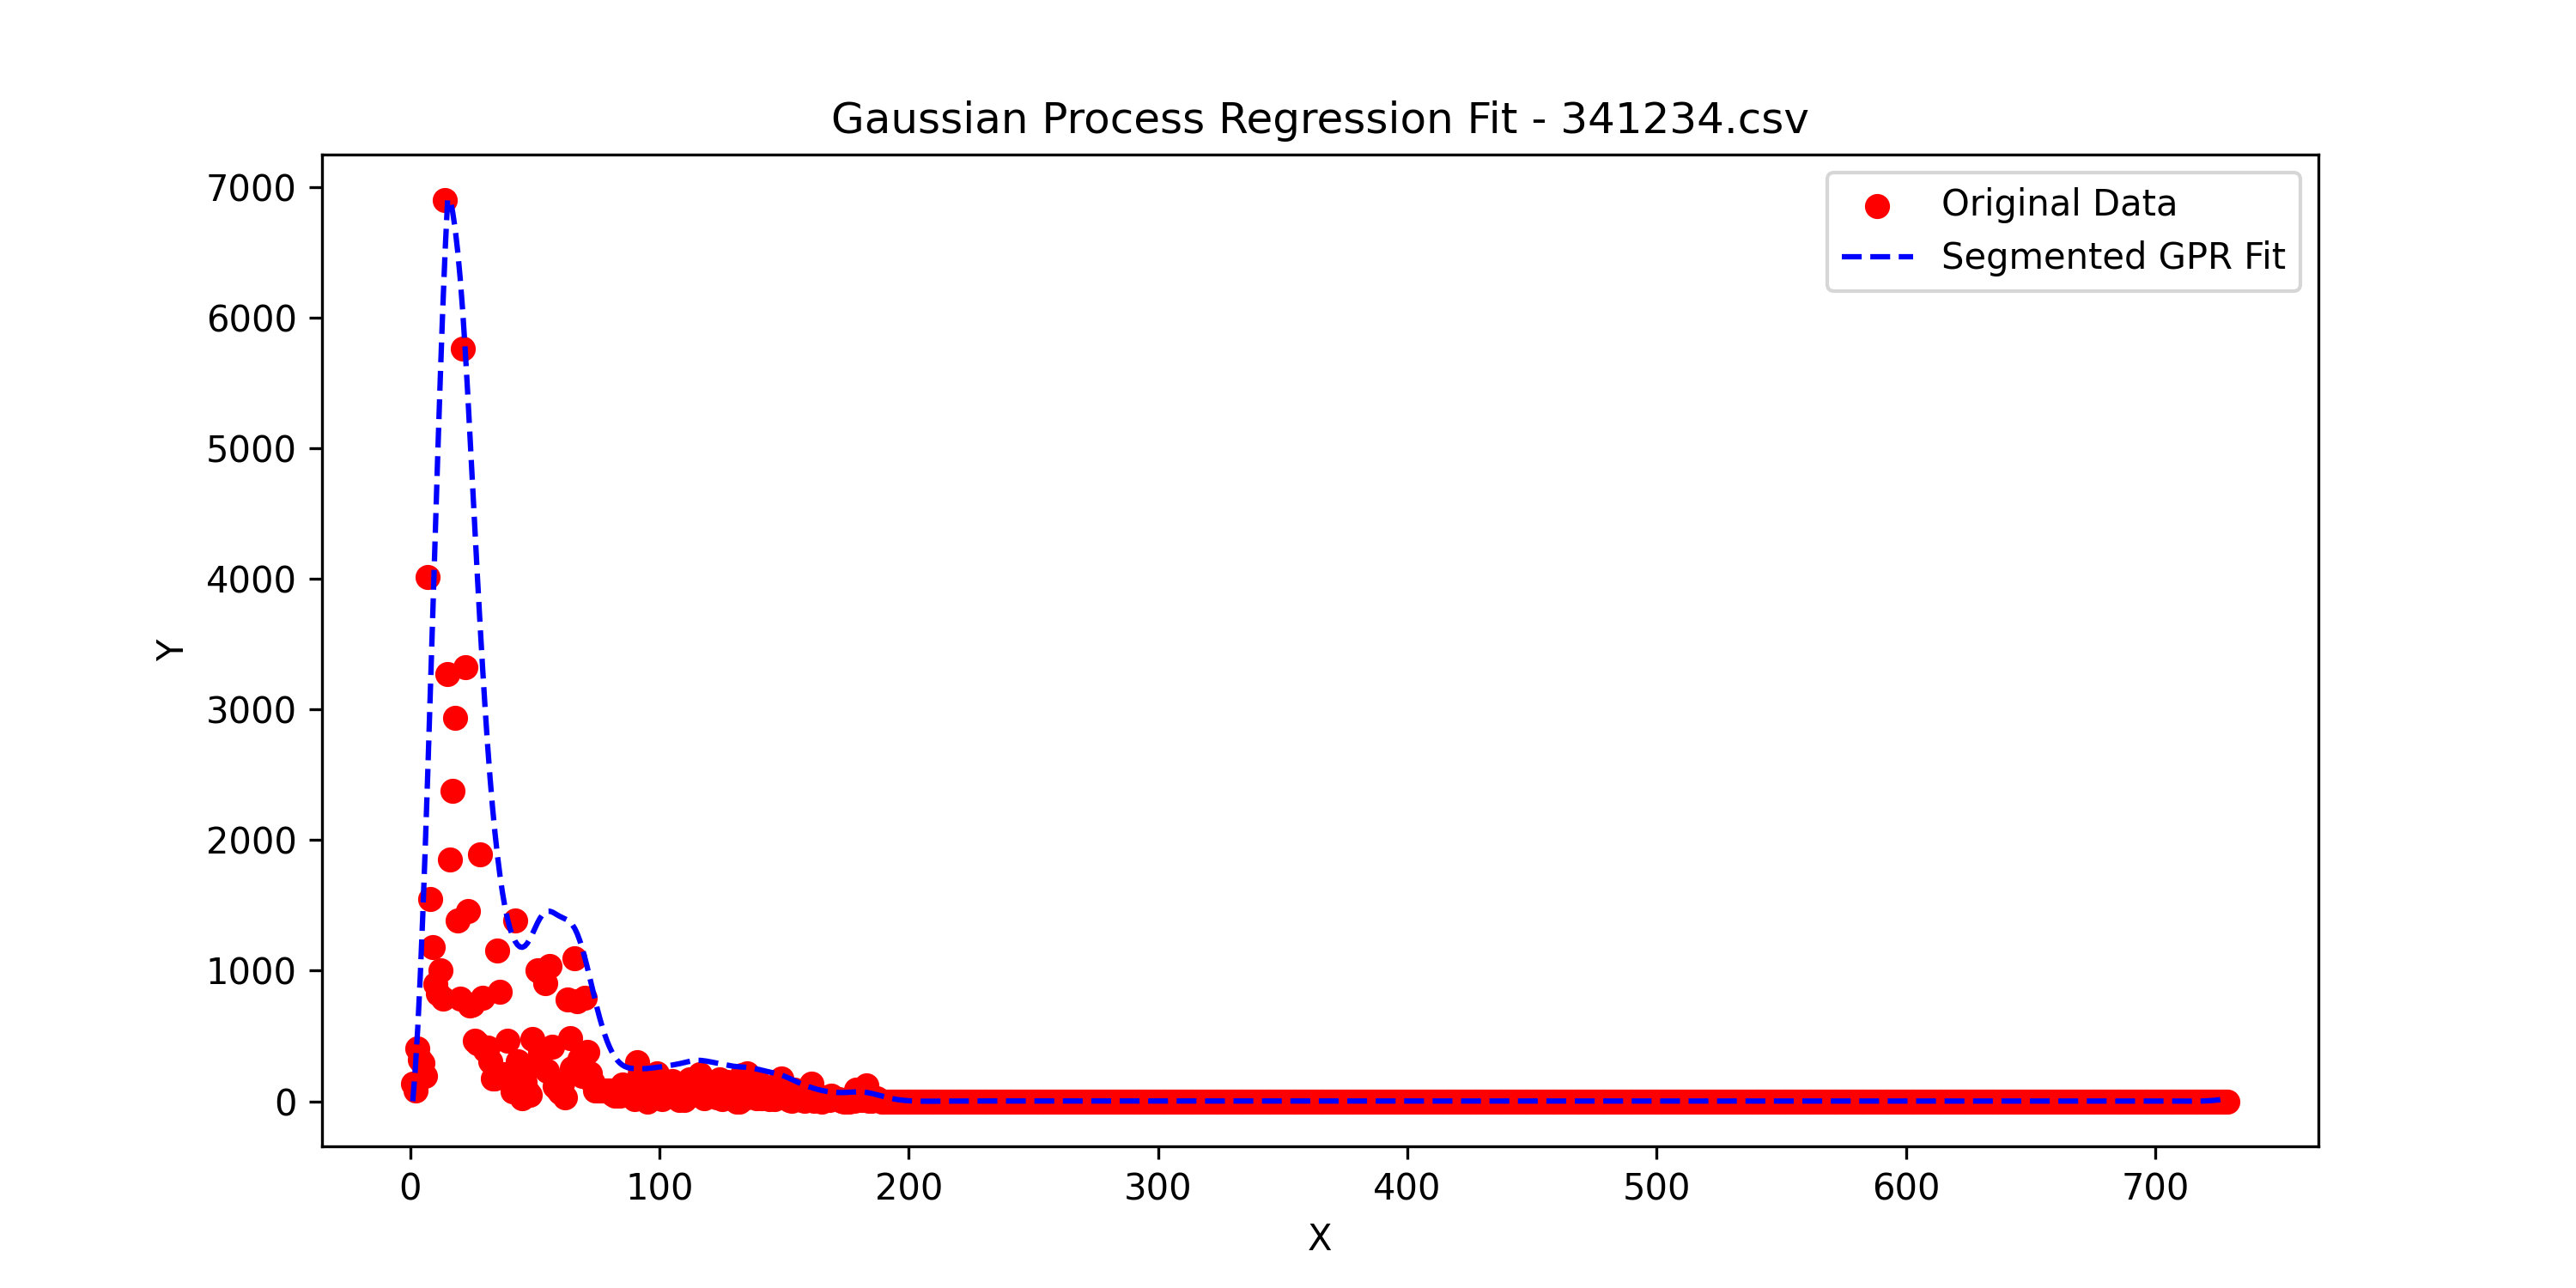 Gaussian Process Regression Fit - 341234.csv
Original Data
Segmented GPR Fit
7000
6000
5000
4000
3000
2000
1000
0
Y
0 100 200 300 400 500 600 700
X